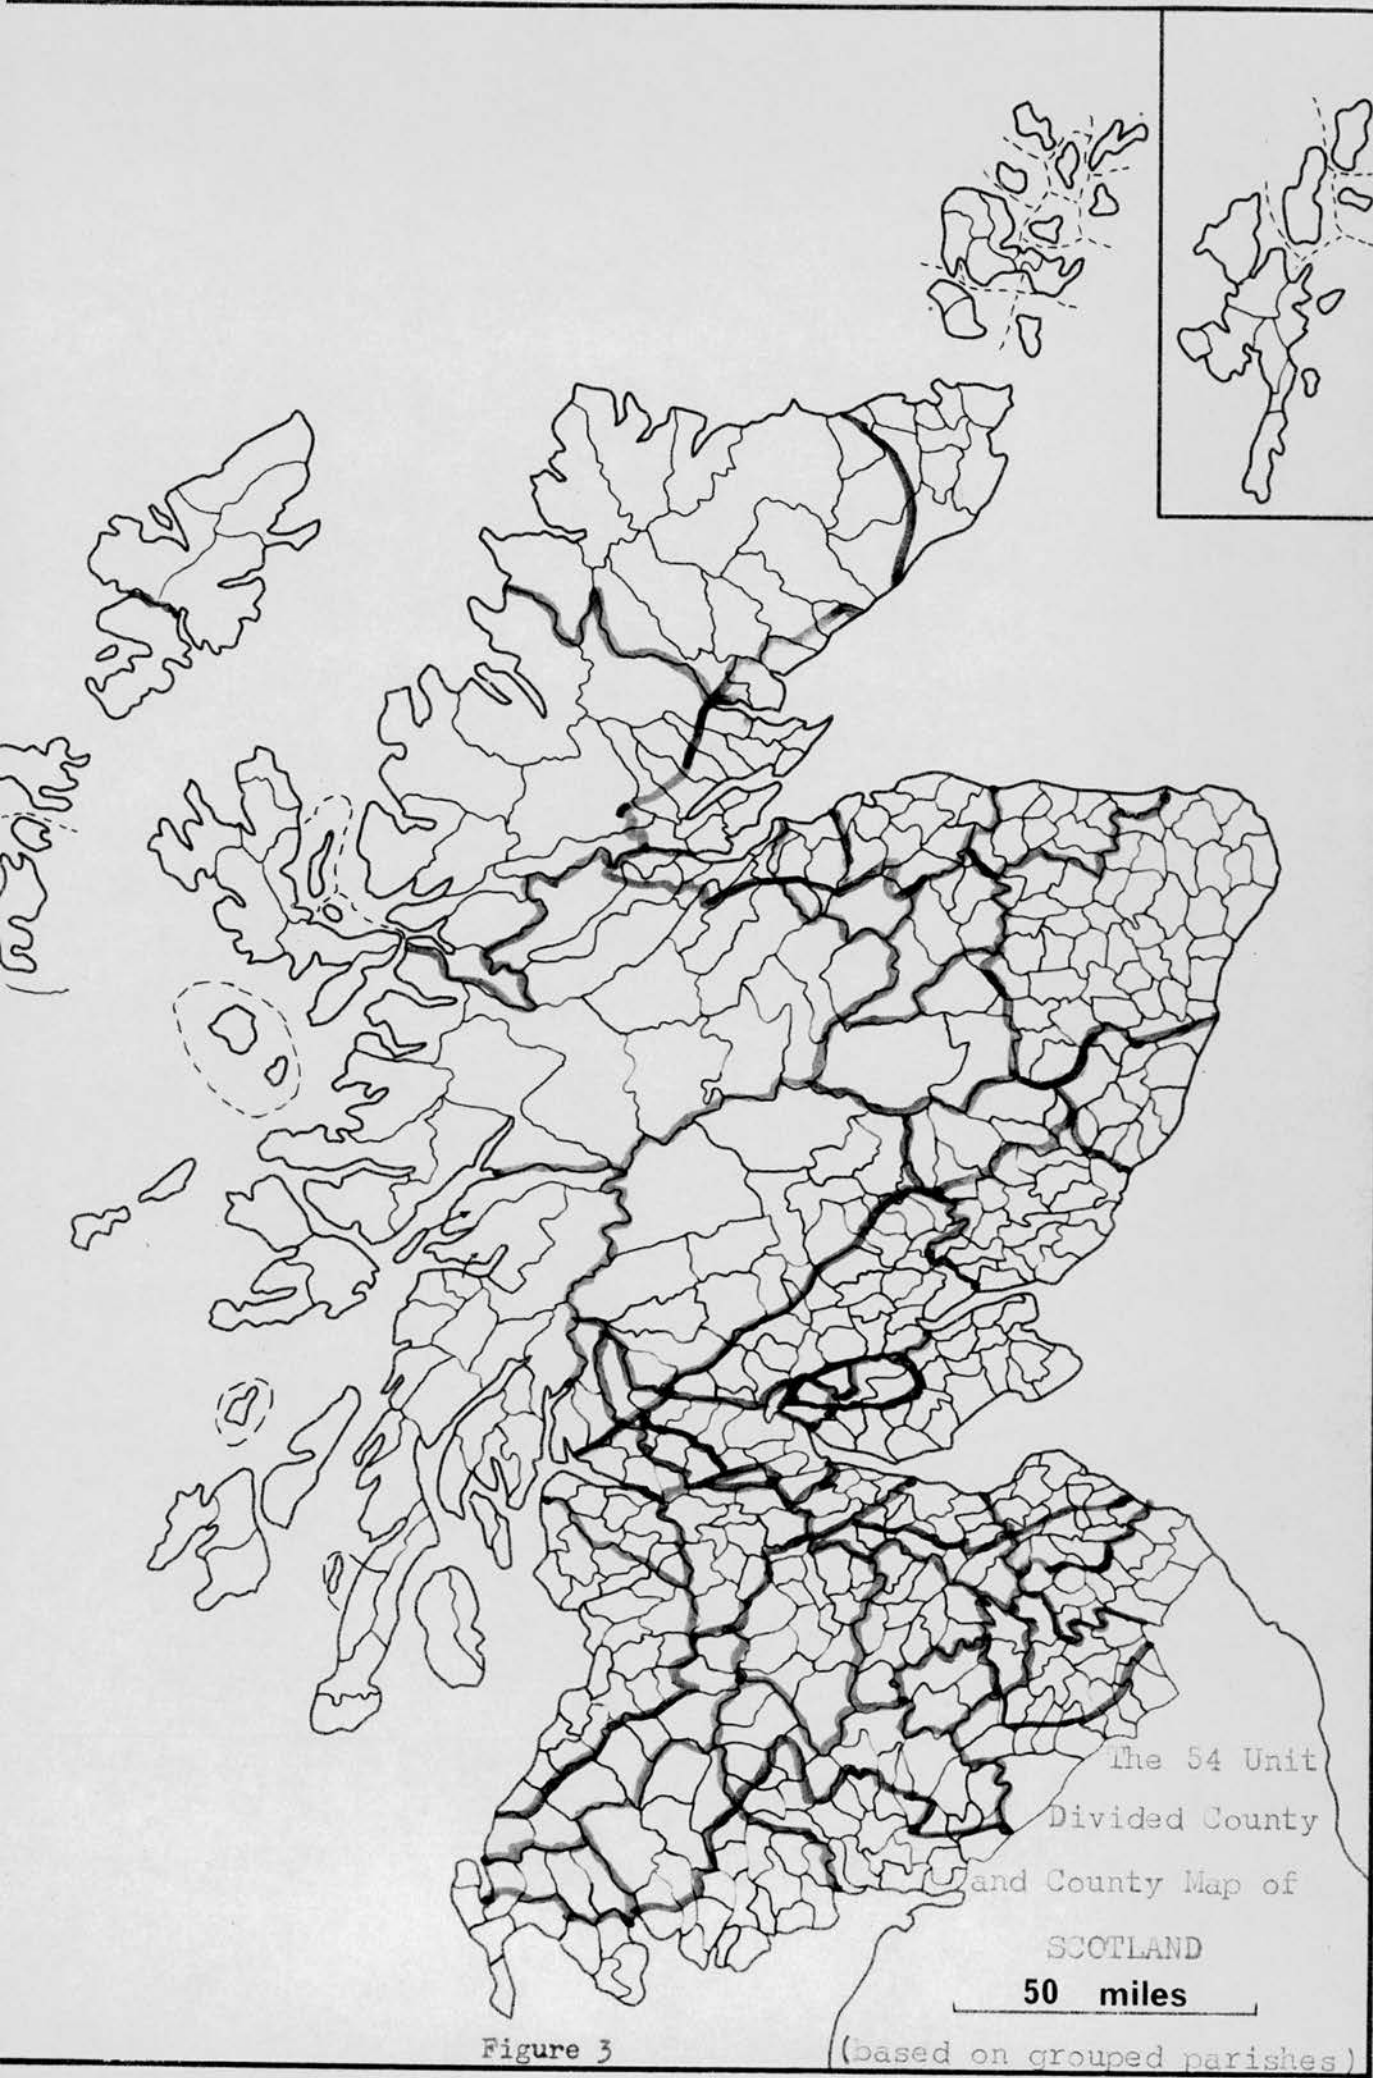 The 54 Unit
Divided County
and County Map of
SCOTLAND
50 miles
(based on grouped parishes)
Figure 3